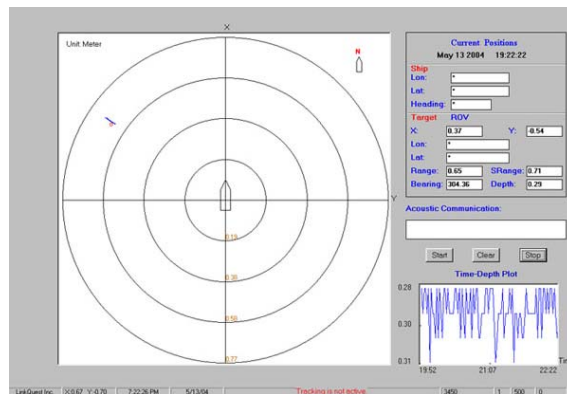 X
Unit Meter
N
Y
0.19
0.38
0.58
0.77
Current Positions
May 13 2004 19:22:22
Ship
Lon: *
Lat: *
Heading: *
Target ROV
X: 0.37 Y: -0.54
Lon: *
Lat: *
Range: 0.65 SRange: 0.71
Bearing: 304.36 Depth: 0.29
Acoustic Communication:
Start Clear Stop
Time-Depth Plot
0.28
0.30
0.31
19:52 21:07 22:22
LinkQuest Inc. X:0.67 Y:-0.70 7:22:26 PM 5/13/04 Tracking is not active. 3450 1 500 0